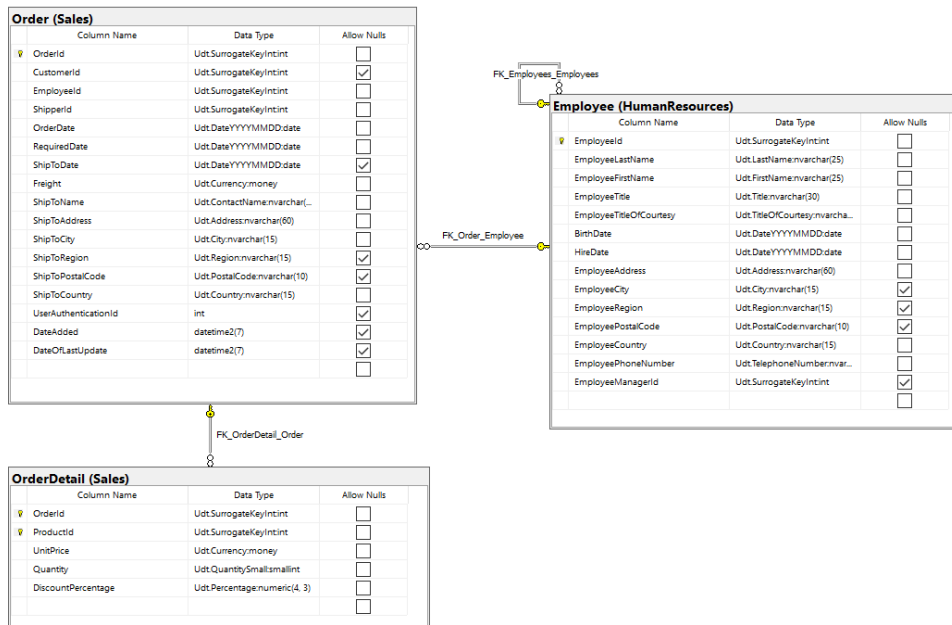 Order (Sales)
Column Name Data Type Allow Nulls
OrderId Udt.SurrogateKeyInt:int
CustomerId Udt.SurrogateKeyInt:int
EmployeeId Udt.SurrogateKeyInt:int
ShipperId Udt.SurrogateKeyInt:int
OrderDate Udt.DateYYYYMMDD:date
RequiredDate Udt.DateYYYYMMDD:date
ShipToDate Udt.DateYYYYMMDD:date
Freight Udt.Currency:money
ShipToName Udt.ContactName:nvarchar(...
ShipToAddress Udt.Address:nvarchar(60)
ShipToCity Udt.City:nvarchar(15)
ShipToRegion Udt.Region:nvarchar(15)
ShipToPostalCode Udt.PostalCode:nvarchar(10)
ShipToCountry Udt.Country:nvarchar(15)
UserAuthenticationId int
DateAdded datetime2(7)
DateOfLastUpdate datetime2(7)
FK_Employees_Employees
Employee (HumanResources)
Column Name Data Type Allow Nulls
EmployeeId Udt.SurrogateKeyInt:int
EmployeeLastName Udt.LastName:nvarchar(25)
EmployeeFirstName Udt.FirstName:nvarchar(25)
EmployeeTitle Udt.Title:nvarchar(30)
EmployeeTitleOfCourtesy Udt.TitleOfCourtesy:nvarcha...
BirthDate Udt.DateYYYYMMDD:date
HireDate Udt.DateYYYYMMDD:date
EmployeeAddress Udt.Address:nvarchar(60)
EmployeeCity Udt.City:nvarchar(15)
EmployeeRegion Udt.Region:nvarchar(15)
EmployeePostalCode Udt.PostalCode:nvarchar(10)
EmployeeCountry Udt.Country:nvarchar(15)
EmployeePhoneNumber Udt.TelephoneNumber:nvar...
EmployeeManagerId Udt.SurrogateKeyInt:int
FK_Order_Employee
FK_OrderDetail_Order
OrderDetail (Sales)
Column Name Data Type Allow Nulls
OrderId Udt.SurrogateKeyInt:int
ProductId Udt.SurrogateKeyInt:int
UnitPrice Udt.Currency:money
Quantity Udt.QuantitySmall:smallint
DiscountPercentage Udt.Percentage:numeric(4, 3)